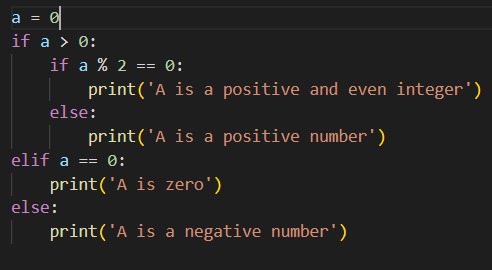 a = 0
if a > 0:
    if a % 2 == 0:
        print('A is a positive and even integer')
    else:
        print('A is a positive number')
elif a == 0:
    print('A is zero')
else:
    print('A is a negative number')